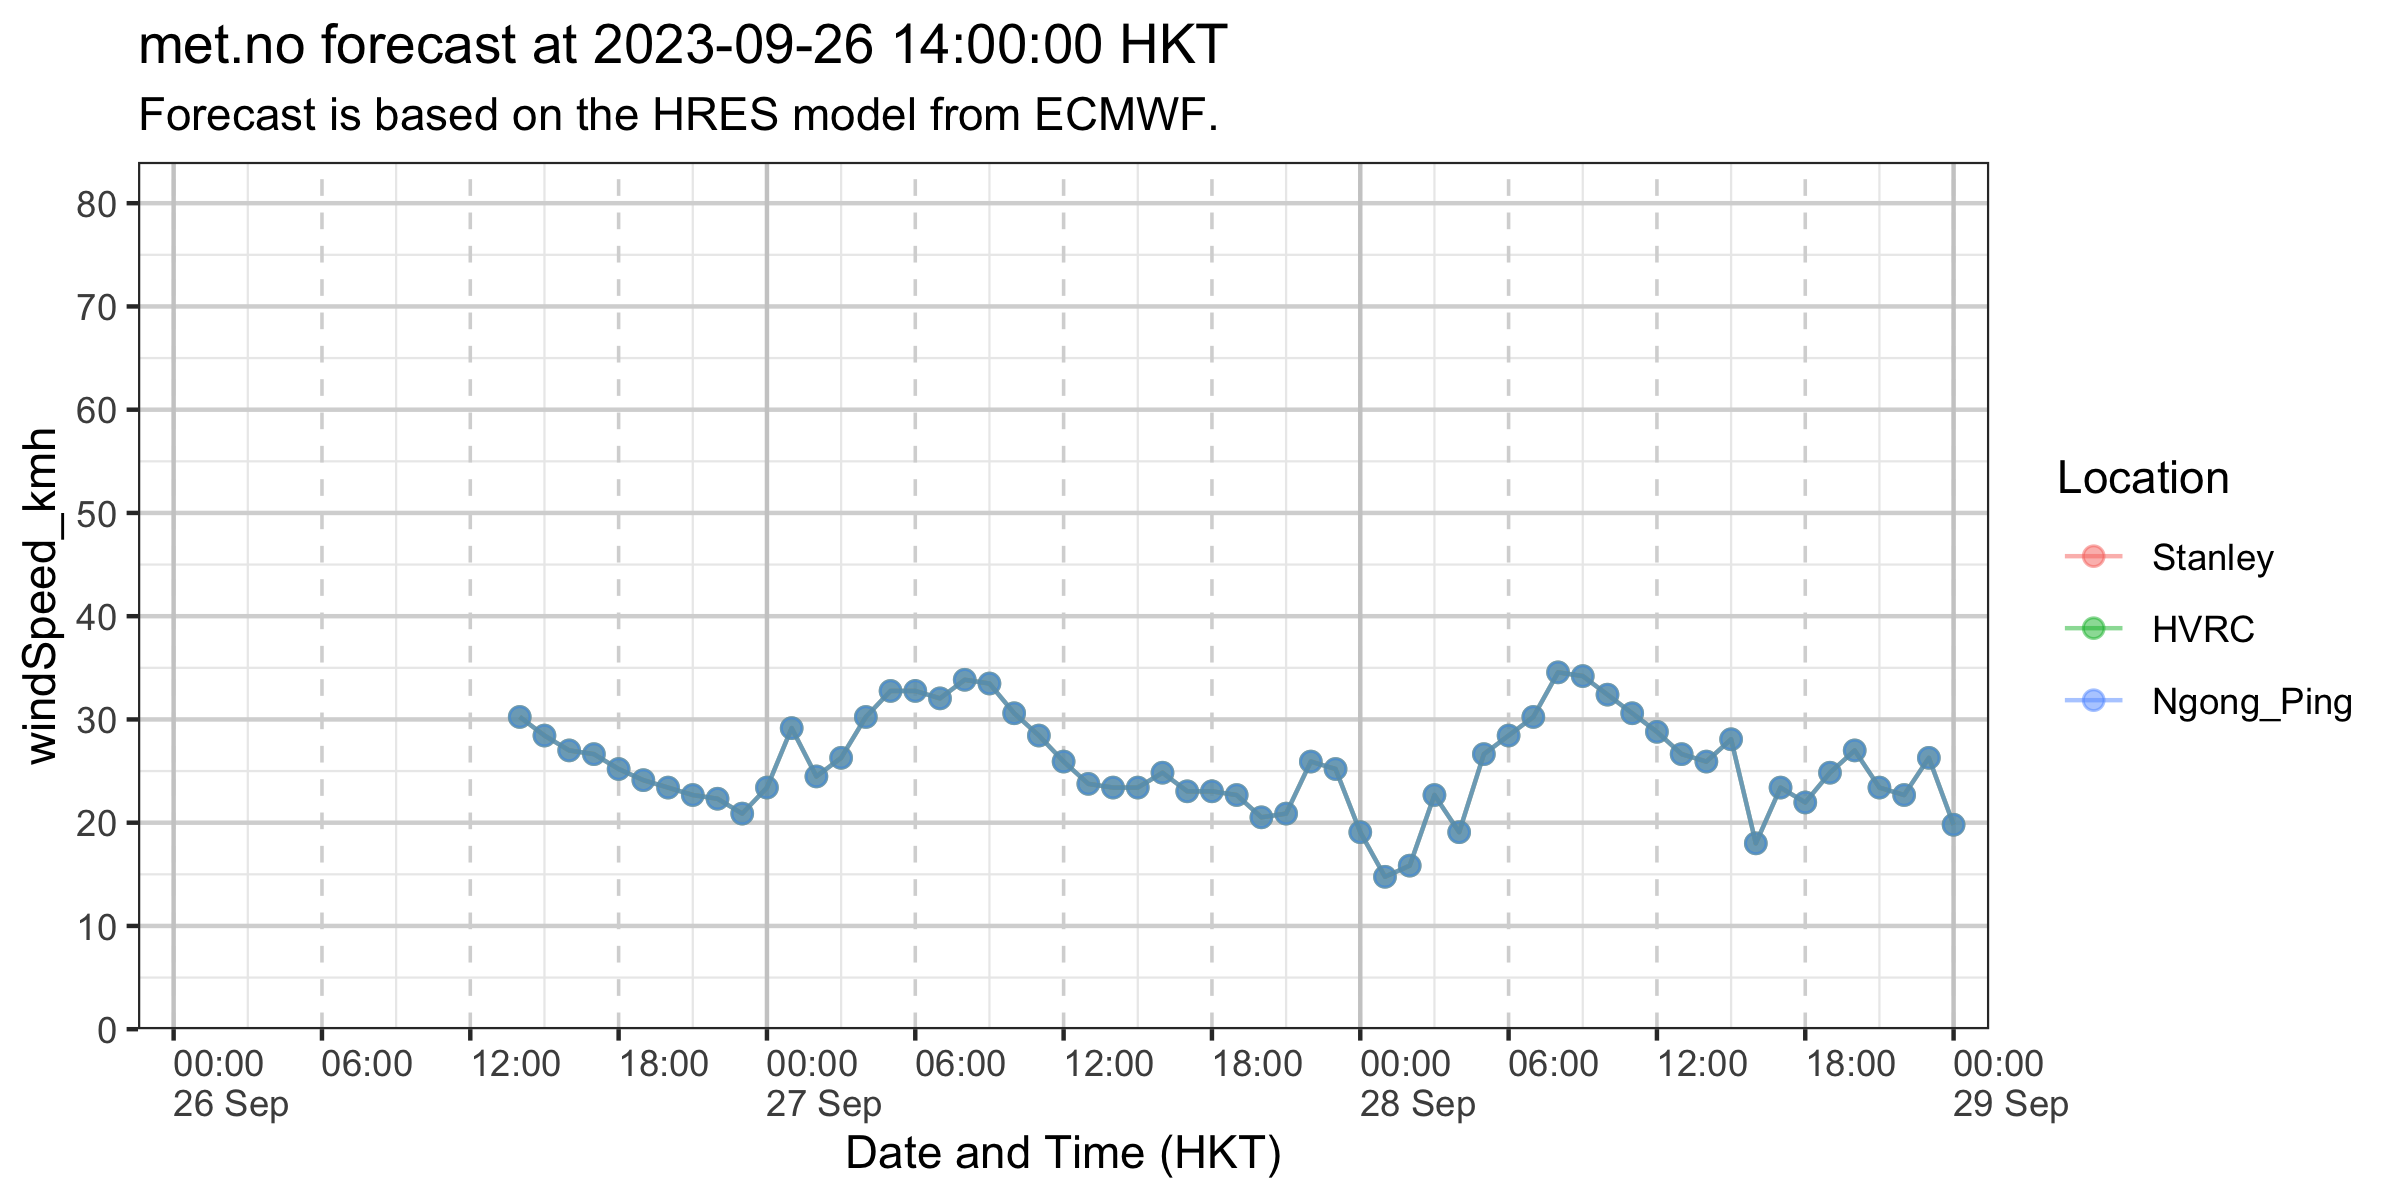 met.no forecast at 2023-09-26 14:00:00 HKT
Forecast is based on the HRES model from ECMWF.
windSpeed_kmh
80
70
60
50
40
30
20
10
0
00:00 06:00 12:00 18:00 00:00 06:00 12:00 18:00 00:00 06:00 12:00 18:00 00:00
26 Sep 27 Sep 28 Sep 29 Sep
Date and Time (HKT)
Location
Stanley
HVRC
Ngong_Ping